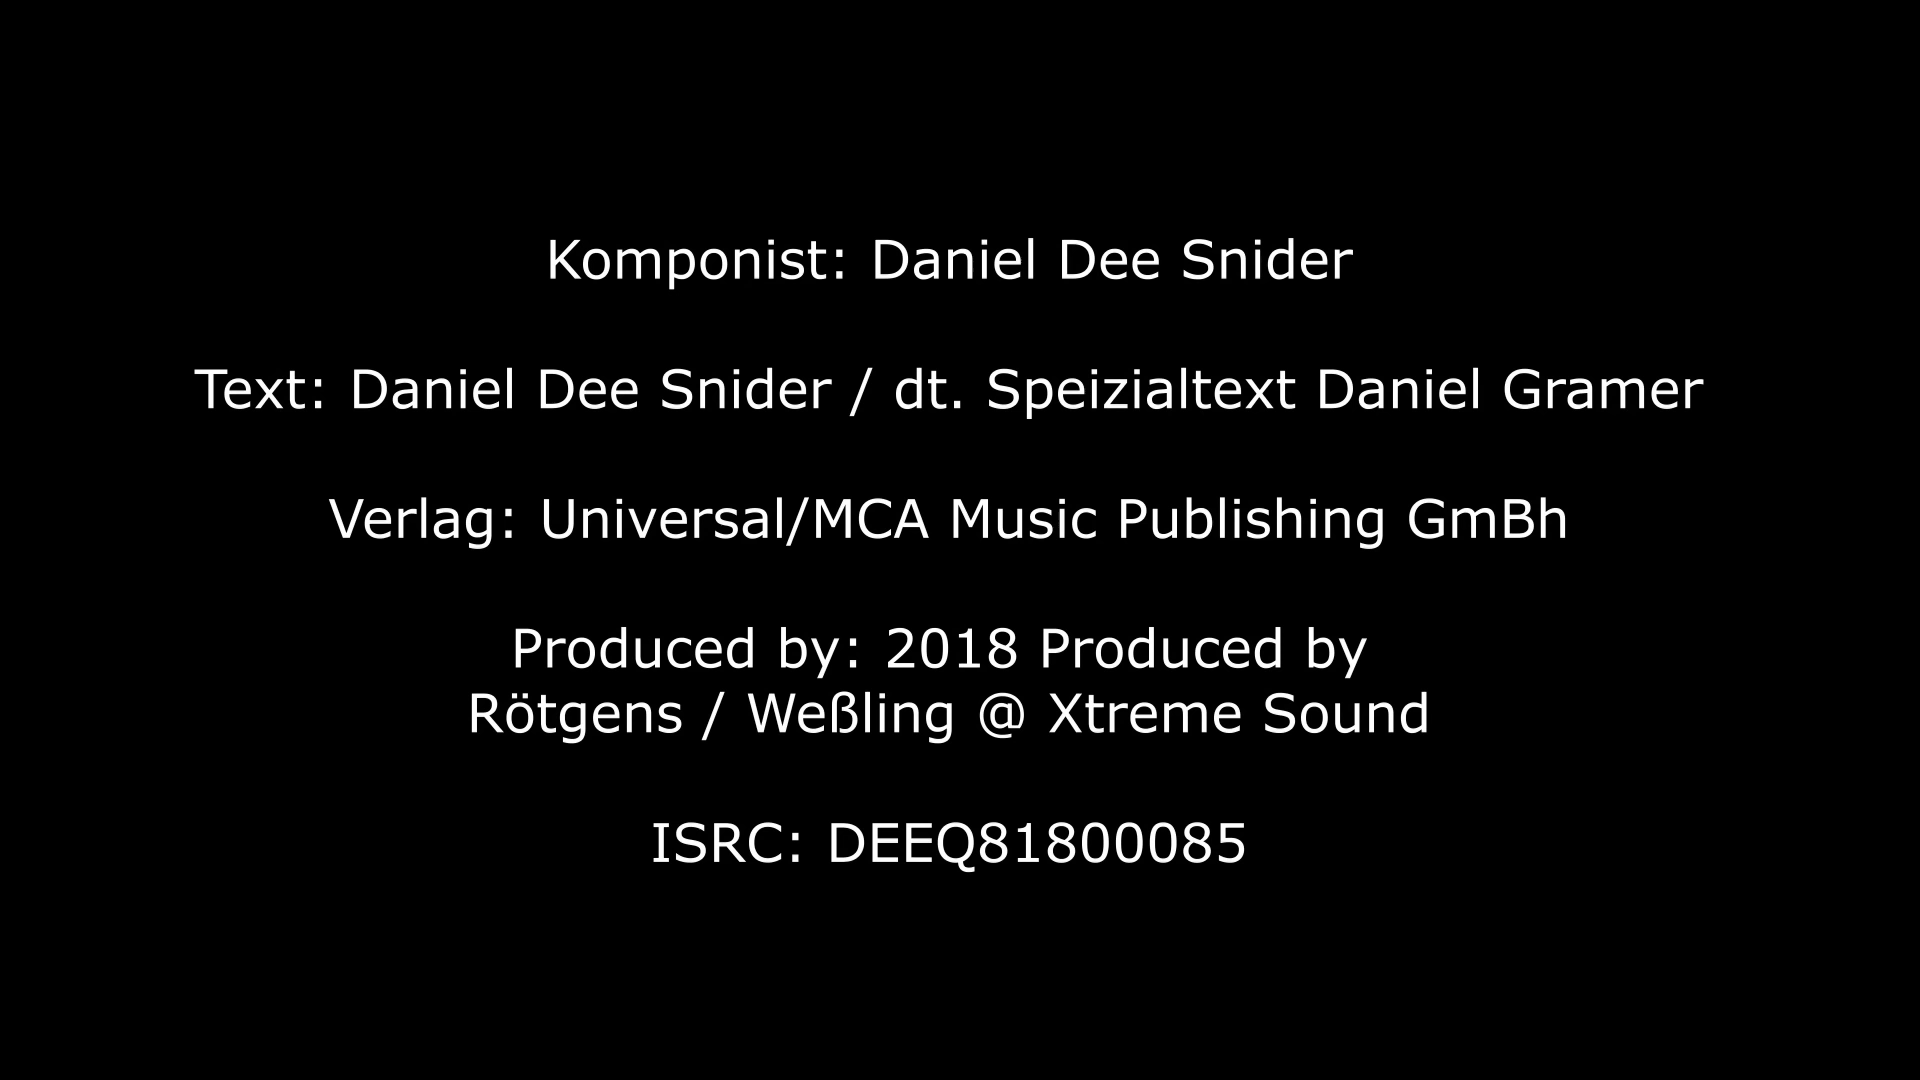 Komponist: Daniel Dee Snider
Text: Daniel Dee Snider / dt. Speizialtext Daniel Gramer
Verlag: Universal/MCA Music Publishing GmBh
Produced by: 2018 Produced by
Rötgens / Weßling @ Xtreme Sound
ISRC: DEEQ81800085